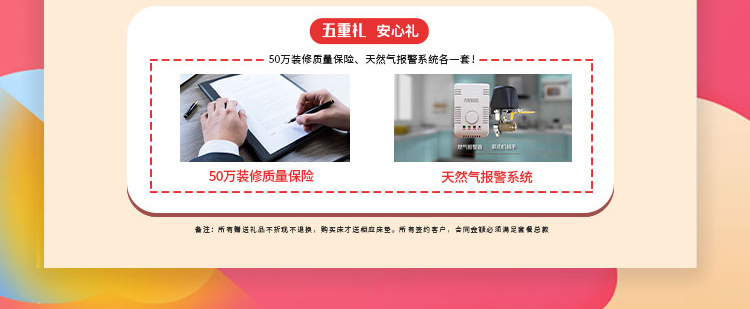 五重礼 安心礼
50万装修质量保险、天然气报警系统各一套！
燃气报警器 联动机械手
50万装修质量保险 天然气报警系统
备注：所有赠送礼品不折现不退换，购买床才送相应床垫。所有签约客户，合同金额必须满足套餐总款